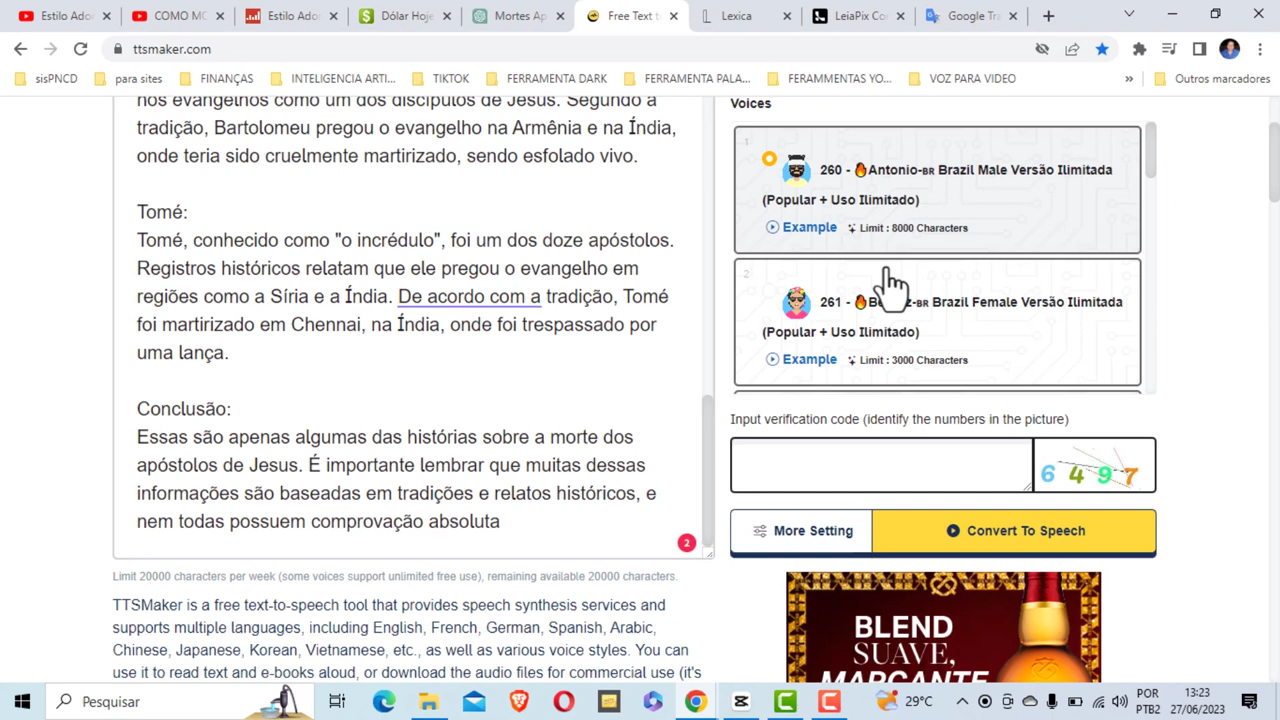 Estilo Ado
COMO MO
Estilo Ado
Dólar Hoje
Mortes Ap
Free Text t
Lexica
LeiaPix Co
Google Tra
ttsmaker.com
sisPNCD
para sites
FINANÇAS
INTELIGENCIA ARTI...
TIKTOK
FERRAMENTA DARK
FERRAMENTA PALA...
FERAMMENTAS YO...
VOZ PARA VIDEO
»
Outros marcadores
nos evangelhos como um dos discípulos de Jesus. Segundo a
tradição, Bartolomeu pregou o evangelho na Armênia e na Índia,
onde teria sido cruelmente martirizado, sendo esfolado vivo.
Tomé:
Tomé, conhecido como "o incrédulo", foi um dos doze apóstolos.
Registros históricos relatam que ele pregou o evangelho em
regiões como a Síria e a Índia. De acordo com a tradição, Tomé
foi martirizado em Chennai, na Índia, onde foi trespassado por
uma lança.
Conclusão:
Essas são apenas algumas das histórias sobre a morte dos
apóstolos de Jesus. É importante lembrar que muitas dessas
informações são baseadas em tradições e relatos históricos, e
nem todas possuem comprovação absoluta
2
Limit 20000 characters per week (some voices support unlimited free use), remaining available 20000 characters.
TTSMaker is a free text-to-speech tool that provides speech synthesis services and
supports multiple languages, including English, French, German, Spanish, Arabic,
Chinese, Japanese, Korean, Vietnamese, etc., as well as various voice styles. You can
use it to read text and e-books aloud, or download the audio files for commercial use (it's
Voices
1
260 - 🔥Antonio-BR Brazil Male Versão Ilimitada
(Popular + Uso Ilimitado)
Example Limit : 8000 Characters
2
261 - 🔥Be z-BR Brazil Female Versão Ilimitada
(Popular + Uso Ilimitado)
Example Limit : 3000 Characters
Input verification code (identify the numbers in the picture)
6 4 9 7
More Setting
Convert To Speech
BLEND
SUAVE,
MARCANTE
Pesquisar
29°C
POR
PTB2
13:23
27/06/2023